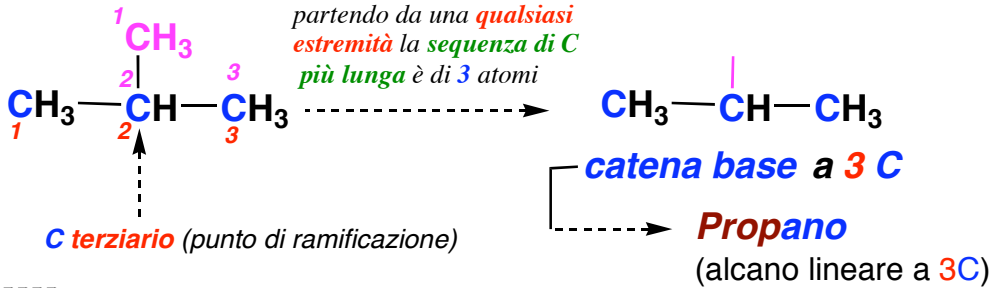 1
CH3
partendo da una qualsiasi
estremità la sequenza di C
più lunga è di 3 atomi
2 3
CH3 CH CH3
1 2 3
CH3 CH CH3
catena base a 3 C
C terziario (punto di ramificazione)
Propano
(alcano lineare a 3C)